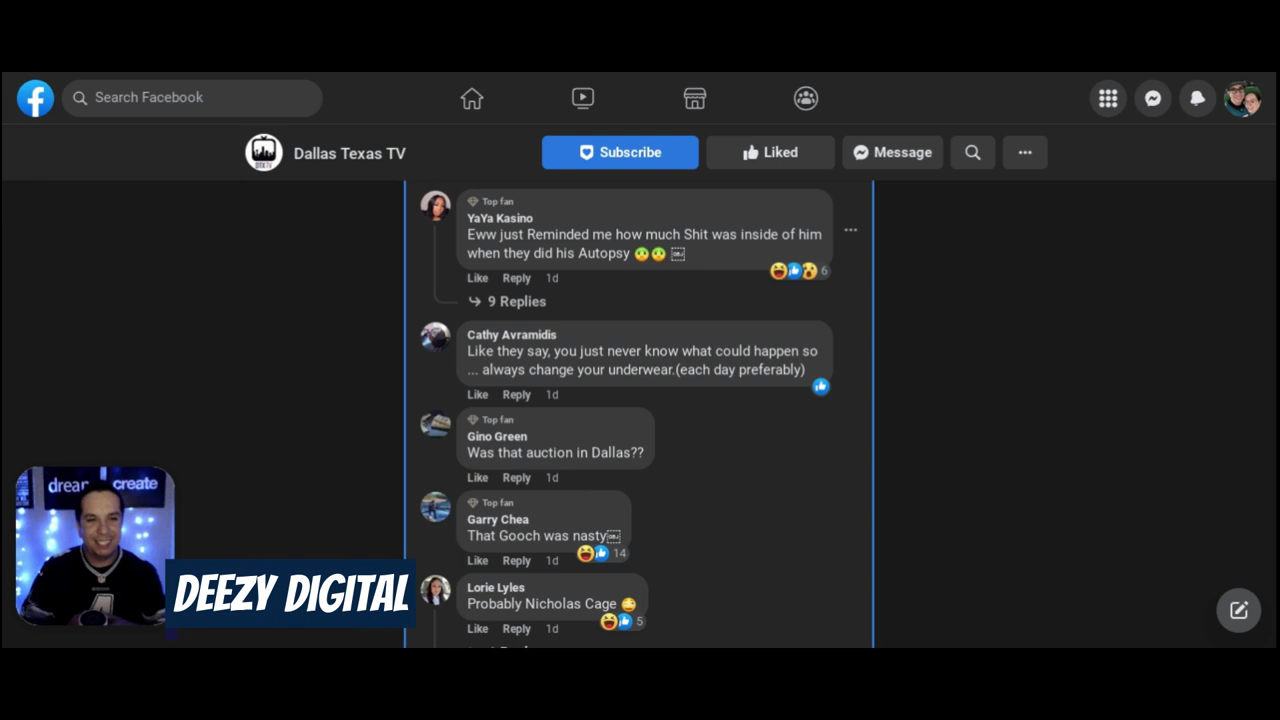 Search Facebook
Dallas Texas TV
Subscribe
Liked
Message
Top fan
YaYa Kasino
Eww just Reminded me how much Shit was inside of him
when they did his Autopsy 🤢🤢 ￼
6
Like Reply 1d
9 Replies
Cathy Avramidis
Like they say, you just never know what could happen so
... always change your underwear.(each day preferably)
Like Reply 1d
Top fan
Gino Green
Was that auction in Dallas??
Like Reply 1d
Top fan
Garry Chea
That Gooch was nasty￼
14
Like Reply 1d
Lorie Lyles
Probably Nicholas Cage 😳
5
Like Reply 1d
create
DEEZY DIGITAL